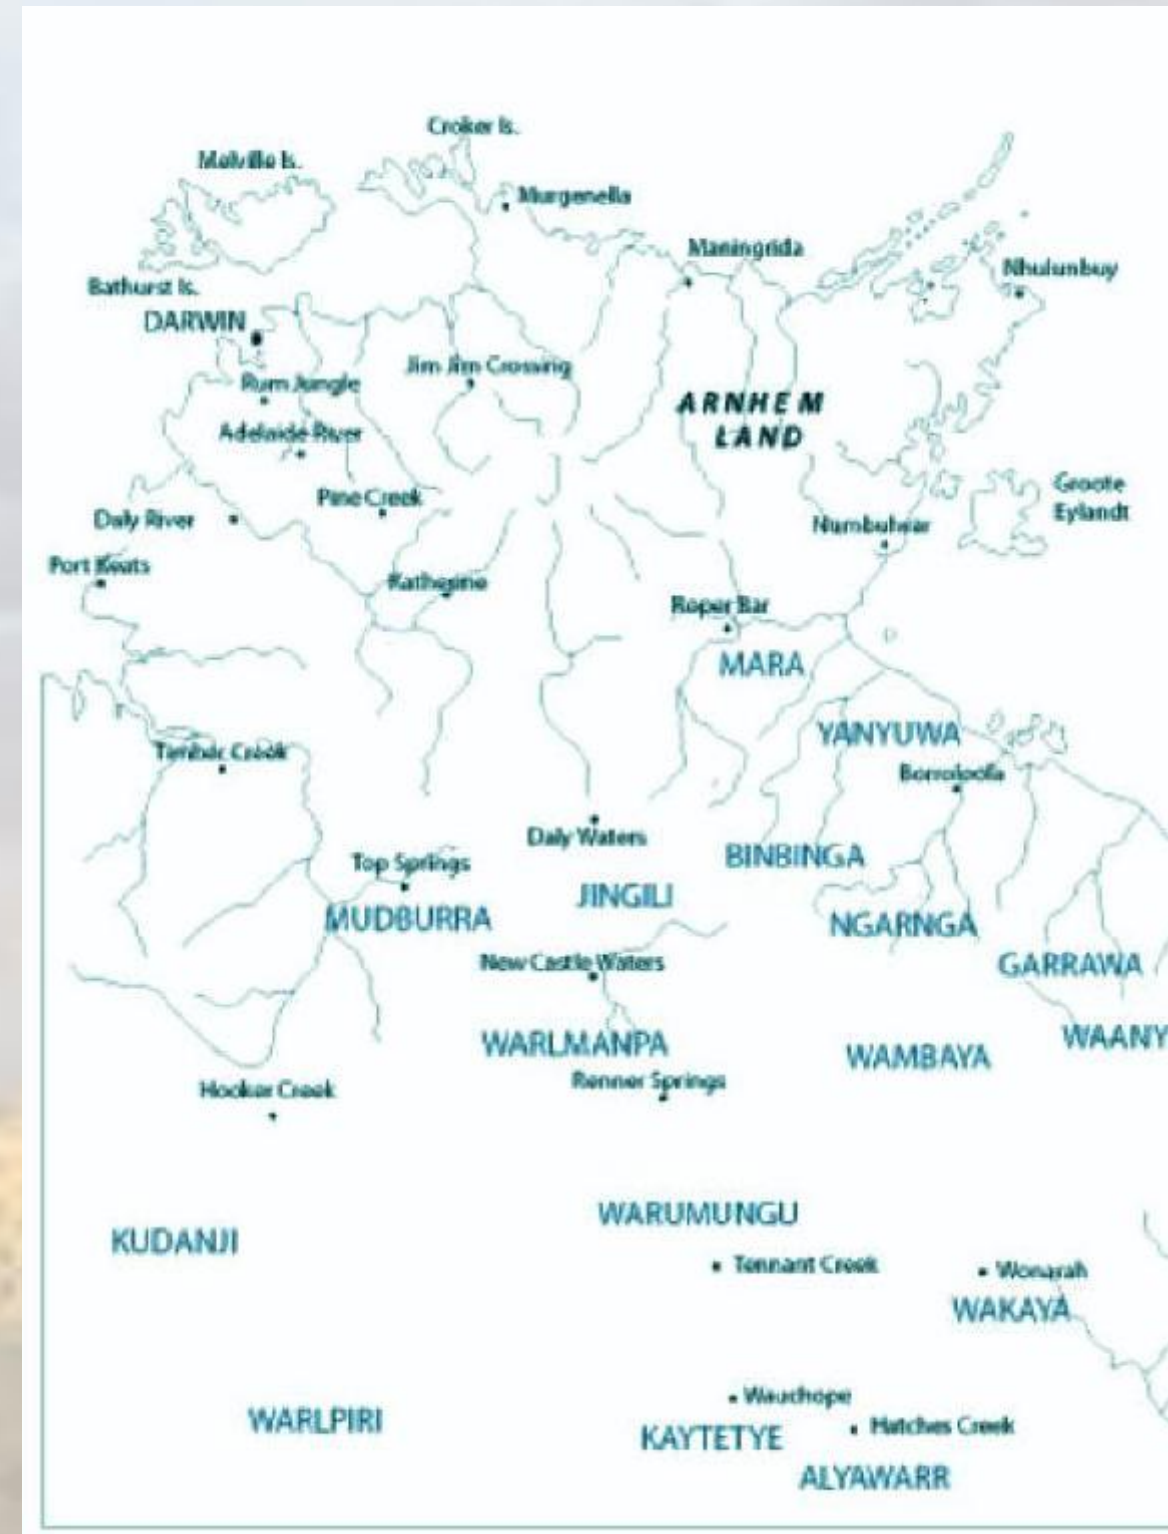 Croker Is.
Melville Is.
Murgenella
Maningrida
Nhulunbuy
Bathurst Is.
DARWIN
Jim Jim Crossing
Rum Jungle
ARNHEM
LAND
Adelaide River
Groote
Eylandt
Pine Creek
Daly River
Numbulwar
Port Keats
Katherine
Roper Bar
MARA
YANYUWA
Timber Creek
Borroloola
Daly Waters
BINBINGA
Top Springs
JINGILI
MUDBURRA
NGARNGA
New Castle Waters
GARRAWA
WAANY
WARLMANPA
WAMBAYA
Renner Springs
Hooker Creek
WARUMUNGU
KUDANJI
Tennant Creek
Wonarah
WAKAYA
Wauchope
WARLPIRI
Hatches Creek
KAYTETYE
ALYAWARR